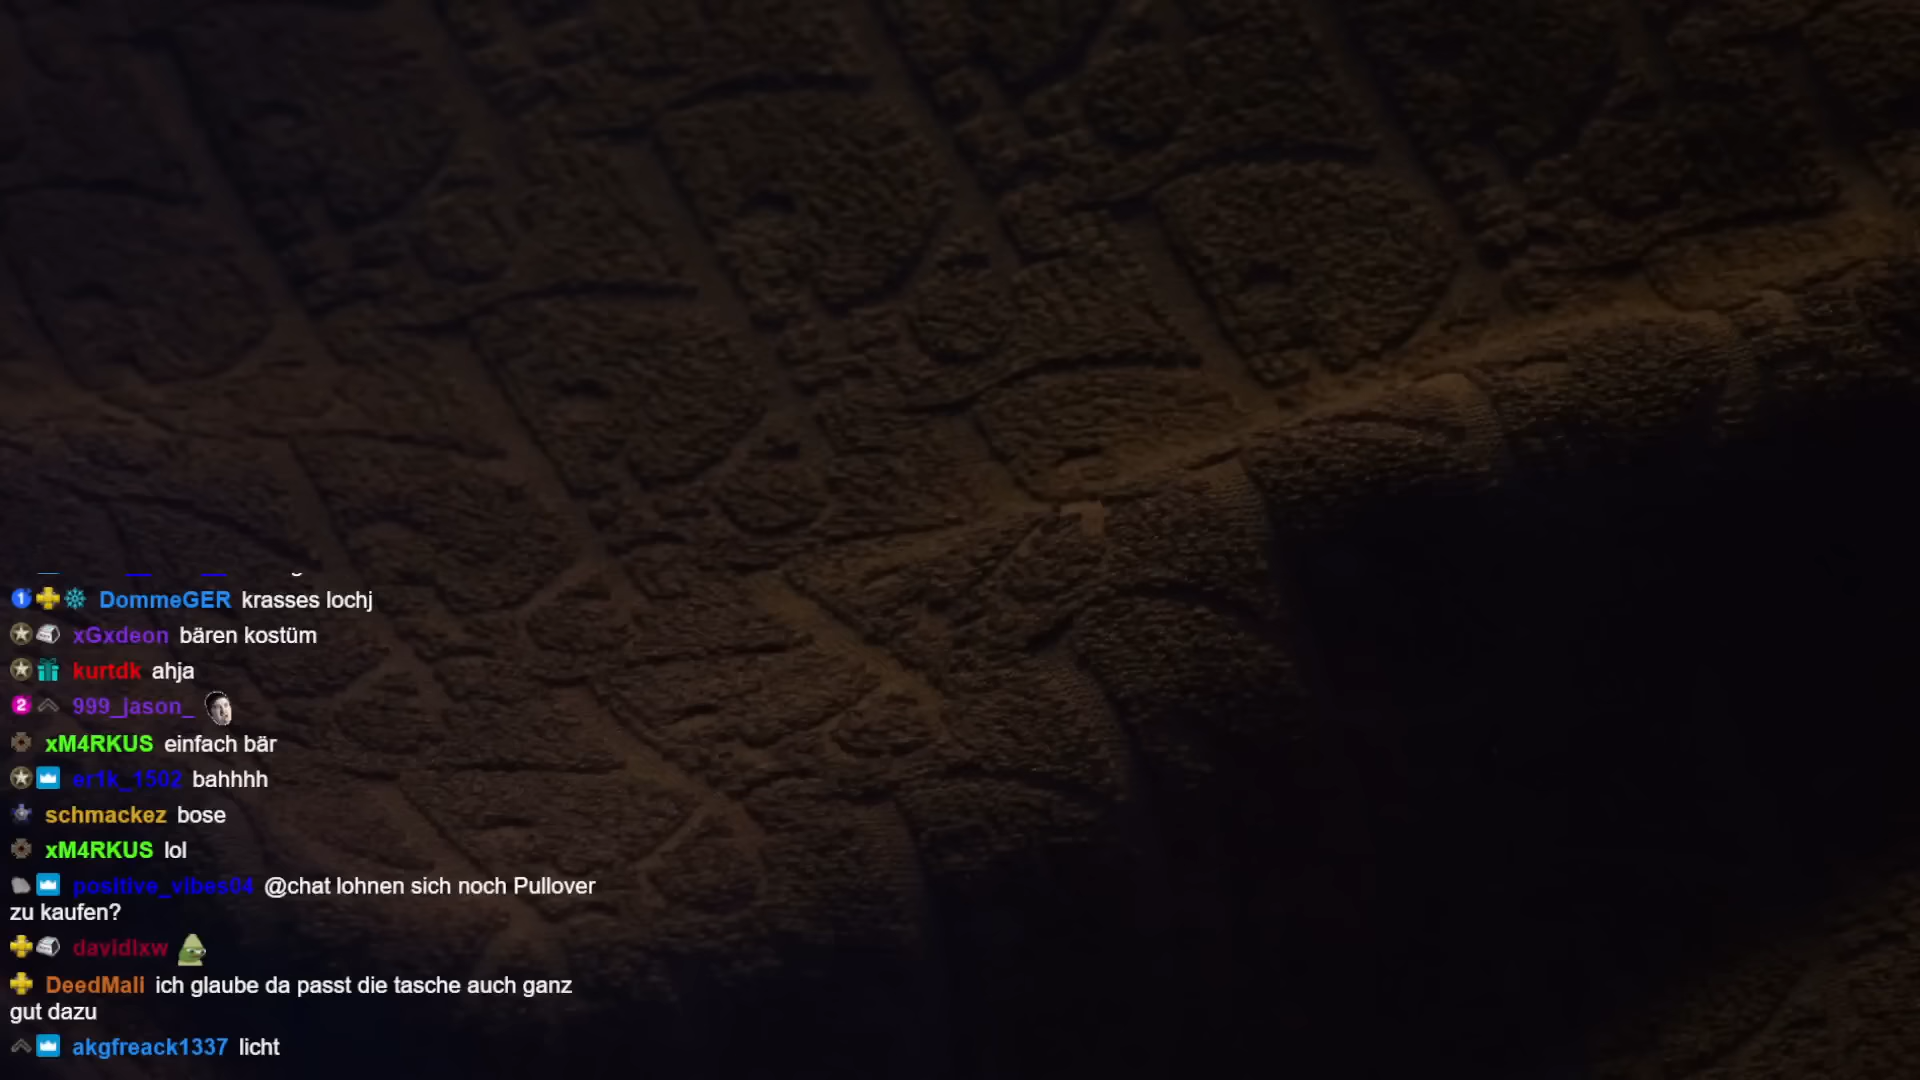 DommeGER krasses lochj
xGxdeon bären kostüm
kurtdk ahja
999_jason_
xM4RKUS einfach bär
er1k_1502 bahhhh
schmackez bose
xM4RKUS lol
positive_vibes04 @chat lohnen sich noch Pullover
zu kaufen?
davidlxw
DeedMali ich glaube da passt die tasche auch ganz
gut dazu
akgfreack1337 licht